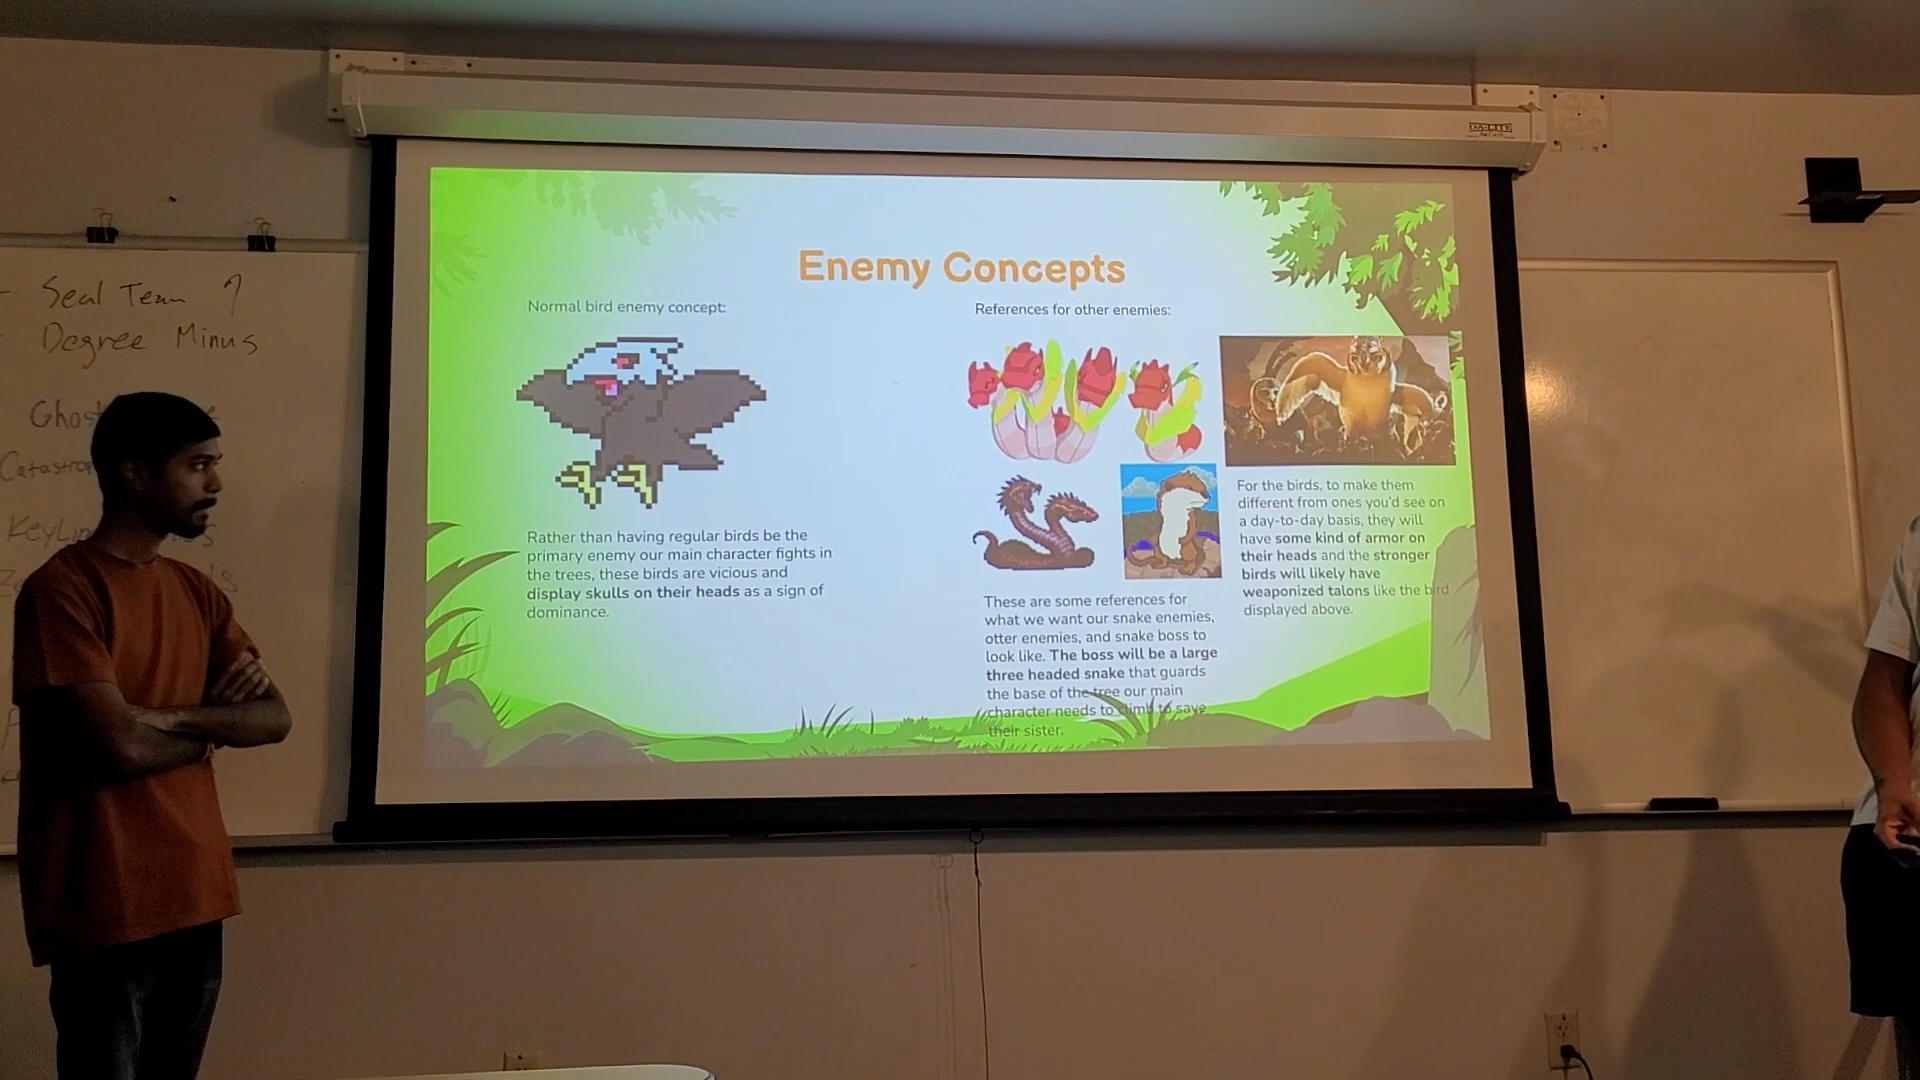 DA-LITE
Seal Team 7
Degree Minus
Ghost
Catastro
Keyli
Enemy Concepts
Normal bird enemy concept:
Rather than having regular birds be the
primary enemy our main character fights in
the trees, these birds are vicious and
display skulls on their heads as a sign of
dominance.
References for other enemies:
These are some references for
what we want our snake enemies,
otter enemies, and snake boss to
look like. The boss will be a large
three headed snake that guards
the base of the tree our main
character needs to climb to save
their sister.
For the birds, to make them
different from ones you'd see on
a day-to-day basis, they will
have some kind of armor on
their heads and the stronger
birds will likely have
weaponized talons like the bird
displayed above.